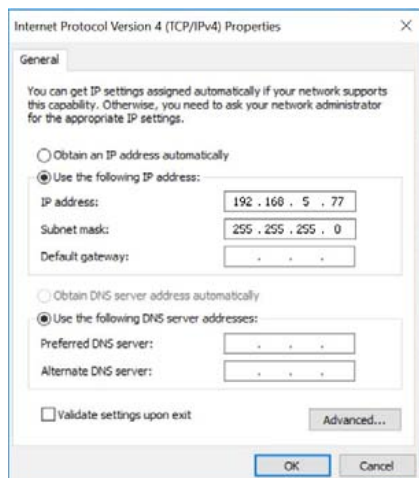 Internet Protocol Version 4 (TCP/IPv4) Properties
General
You can get IP settings assigned automatically if your network supports
this capability. Otherwise, you need to ask your network administrator
for the appropriate IP settings.
Obtain an IP address automatically
Use the following IP address:
IP address: 192 . 168 . 5 . 77
Subnet mask: 255 . 255 . 255 . 0
Default gateway: . . .
Obtain DNS server address automatically
Use the following DNS server addresses:
Preferred DNS server: . . .
Alternate DNS server: . . .
Validate settings upon exit
Advanced...
OK Cancel